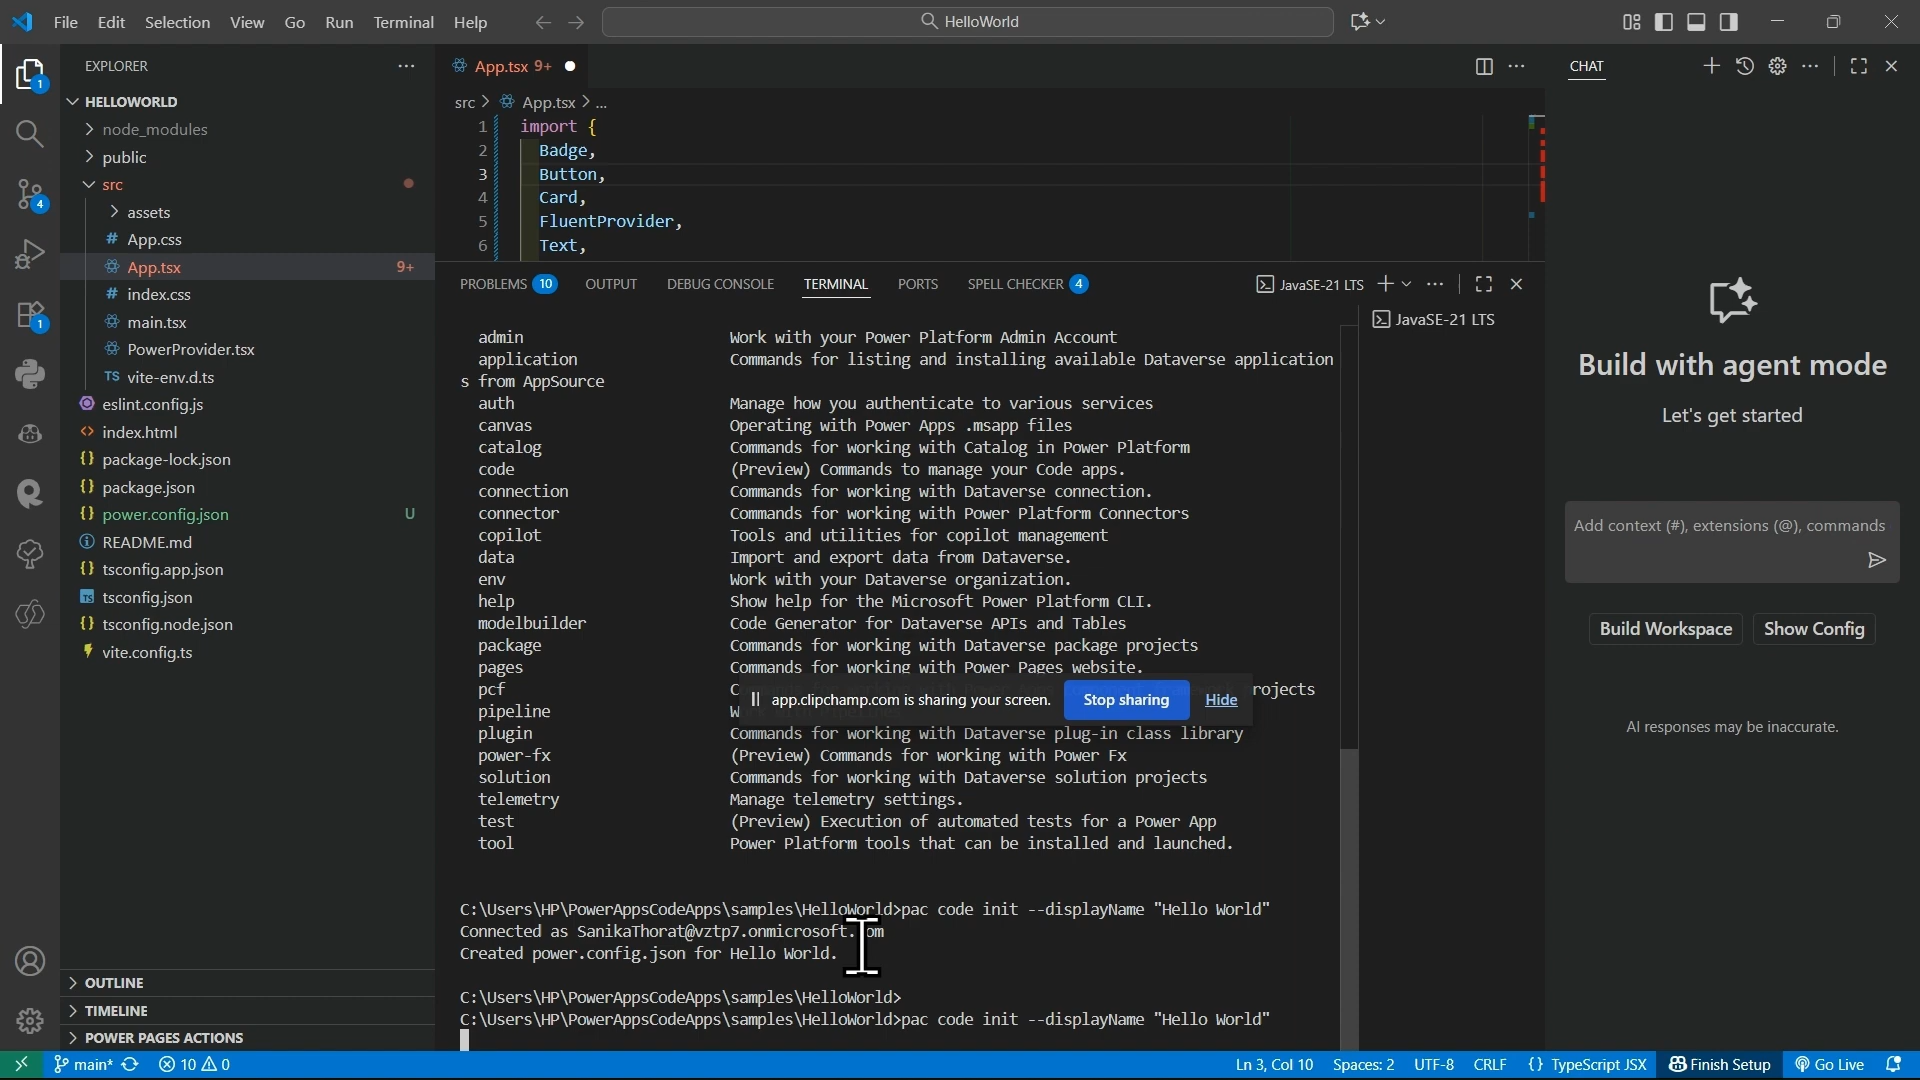 File Edit Selection View Go Run Terminal Help
HelloWorld
EXPLORER
HELLOWORLD
node_modules
public
src
assets
App.css
App.tsx 9+
index.css
main.tsx
PowerProvider.tsx
vite-env.d.ts
eslint.config.js
index.html
package-lock.json
package.json
power.config.json U
README.md
tsconfig.app.json
tsconfig.json
tsconfig.node.json
vite.config.ts
OUTLINE
TIMELINE
POWER PAGES ACTIONS
App.tsx 9+
src > App.tsx > ...
1 import {
2 Badge,
3 Button,
4 Card,
5 FluentProvider,
6 Text,
PROBLEMS 10 OUTPUT DEBUG CONSOLE TERMINAL PORTS SPELL CHECKER 4
JavaSE-21 LTS
JavaSE-21 LTS
admin Work with your Power Platform Admin Account
application Commands for listing and installing available Dataverse application
s from AppSource
auth Manage how you authenticate to various services
canvas Operating with Power Apps .msapp files
catalog Commands for working with Catalog in Power Platform
code (Preview) Commands to manage your Code apps.
connection Commands for working with Dataverse connection.
connector Commands for working with Power Platform Connectors
copilot Tools and utilities for copilot management
data Import and export data from Dataverse.
env Work with your Dataverse organization.
help Show help for the Microsoft Power Platform CLI.
modelbuilder Code Generator for Dataverse APIs and Tables
package Commands for working with Dataverse package projects
pages Commands for working with Power Pages website.
pcf rojects
pipeline W
plugin Commands for working with Dataverse plug-in class library
power-fx (Preview) Commands for working with Power Fx
solution Commands for working with Dataverse solution projects
telemetry Manage telemetry settings.
test (Preview) Execution of automated tests for a Power App
tool Power Platform tools that can be installed and launched.
app.clipchamp.com is sharing your screen. Stop sharing Hide
C:\Users\HP\PowerAppsCodeApps\samples\HelloWorld>pac code init --displayName "Hello World"
Connected as SanikaThorat@vztp7.onmicrosoft. om
Created power.config.json for Hello World.
C:\Users\HP\PowerAppsCodeApps\samples\HelloWorld>
C:\Users\HP\PowerAppsCodeApps\samples\HelloWorld>pac code init --displayName "Hello World"
CHAT
Build with agent mode
Let's get started
Add context (#), extensions (@), commands
Build Workspace Show Config
AI responses may be inaccurate.
1
4
1
main* 10 0
Ln 3, Col 10 Spaces: 2 UTF-8 CRLF {} TypeScript JSX Finish Setup Go Live